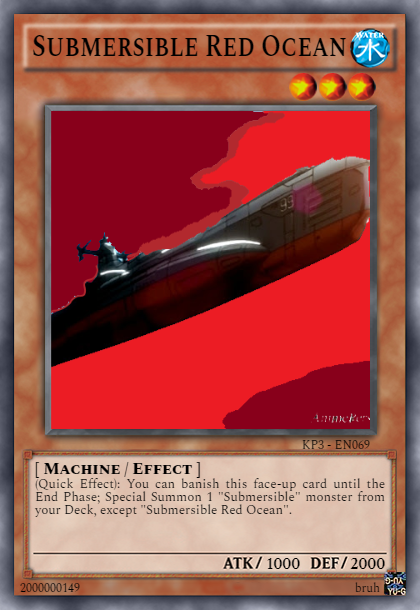 SUBMERSIBLE RED OCEAN
WATER
水
93
KP3 - EN069
[ MACHINE / EFFECT ]
(Quick Effect): You can banish this face-up card until the
End Phase; Special Summon 1 "Submersible" monster from
your Deck, except "Submersible Red Ocean".
ATK / 1000 DEF / 2000
2000000149
bruh